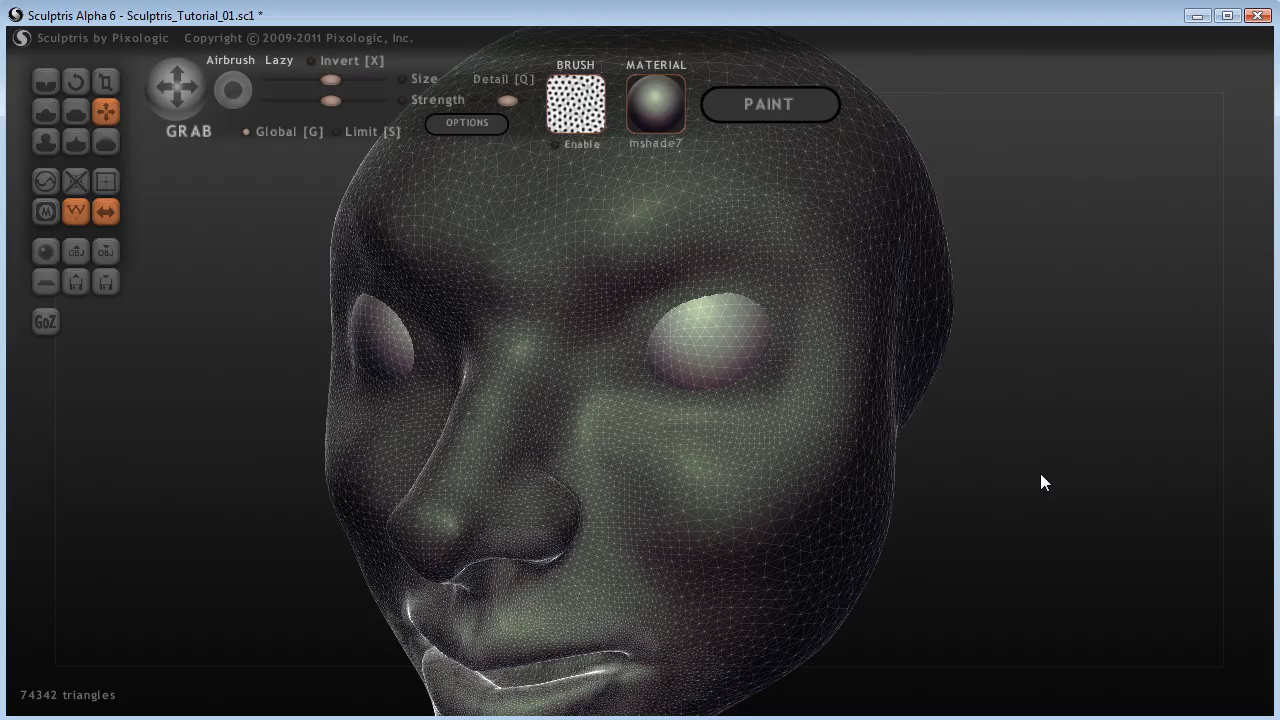 Sculptris Alpha 6 - Sculptris_Tutorial_01.sc1 *
Sculptris by Pixologic Copyright © 2009-2011 Pixologic, Inc.
Airbrush Lazy Invert [X]
BRUSH MATERIAL
Size Detail [Q]
Strength
PAINT
GRAB Global [G] Limit [S] OPTIONS
Enable mshade7
M
OBJ OBJ
GoZ
74342 triangles